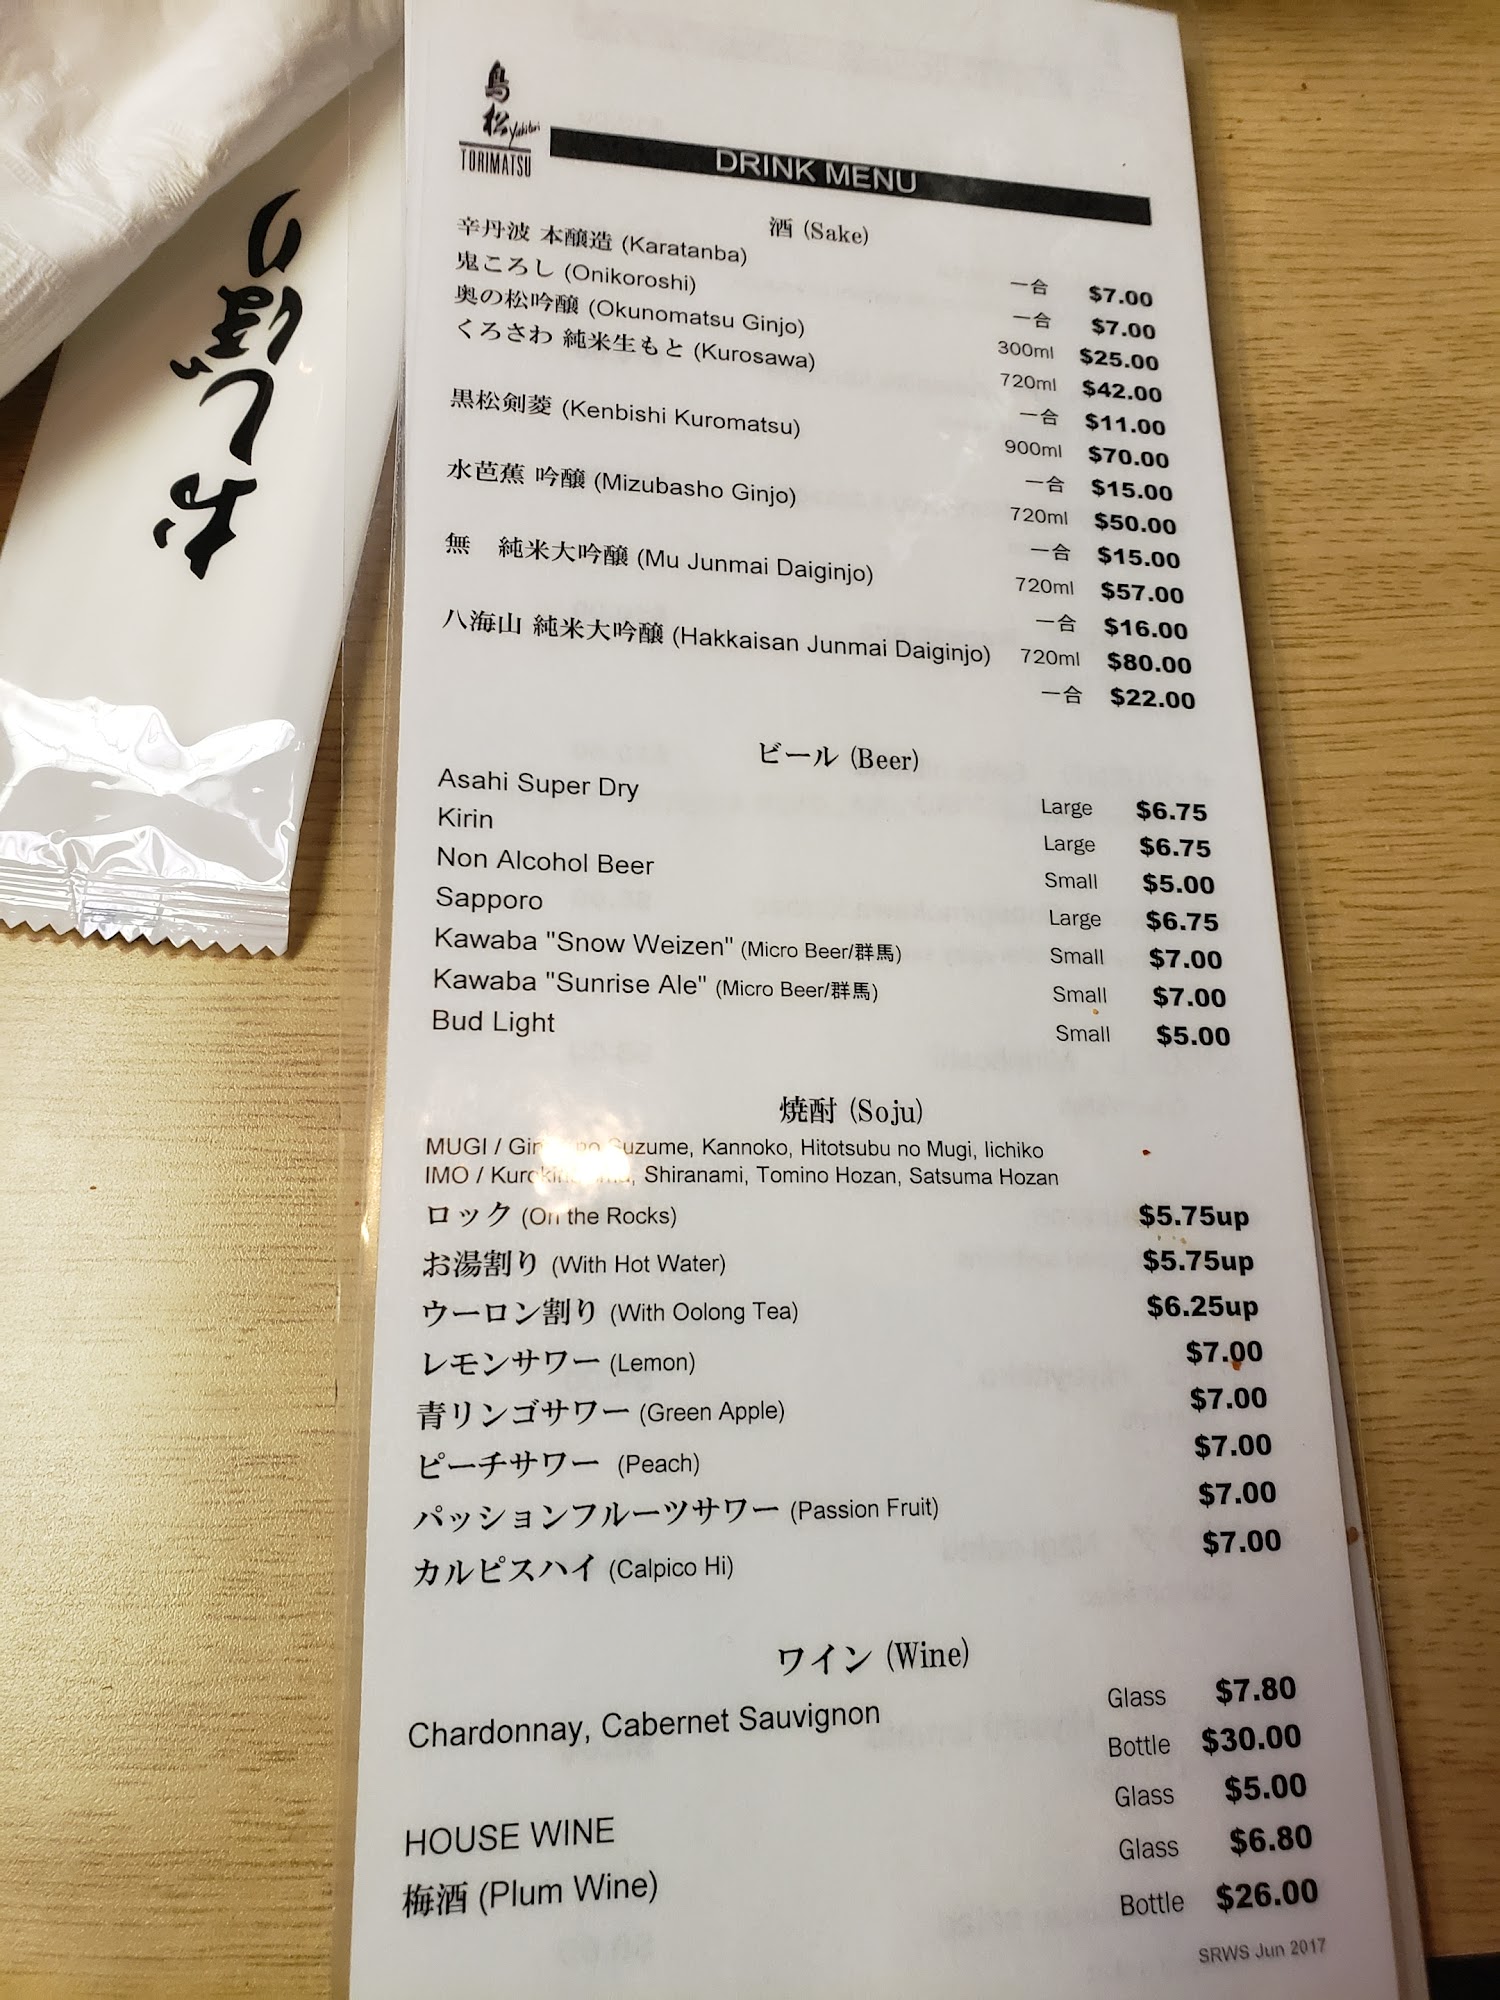 鳥
松 Yakitori
TORIMATSU
DRINK MENU
酒 (Sake)
辛丹波 本醸造 (Karatanba) 一合 $7.00
鬼ころし (Onikoroshi) 一合 $7.00
奥の松吟醸 (Okunomatsu Ginjo) 300ml $25.00
くろさわ 純米生もと (Kurosawa) 720ml $42.00
一合 $11.00
黒松剣菱 (Kenbishi Kuromatsu) 900ml $70.00
一合 $15.00
水芭蕉 吟醸 (Mizubasho Ginjo) 720ml $50.00
一合 $15.00
無 純米大吟醸 (Mu Junmai Daiginjo) 720ml $57.00
一合 $16.00
八海山 純米大吟醸 (Hakkaisan Junmai Daiginjo) 720ml $80.00
一合 $22.00
ビール (Beer)
Asahi Super Dry Large $6.75
Kirin Large $6.75
Non Alcohol Beer Small $5.00
Sapporo Large $6.75
Kawaba "Snow Weizen" (Micro Beer/群馬) Small $7.00
Kawaba "Sunrise Ale" (Micro Beer/群馬) Small $7.00
Bud Light Small $5.00
焼酎 (Soju)
MUGI / no Suzume, Kannoko, Hitotsubu no Mugi, Iichiko
IMO / Shiranami, Tomino Hozan, Satsuma Hozan
ロック (On the Rocks) $5.75up
お湯割り (With Hot Water) $5.75up
ウーロン割り (With Oolong Tea) $6.25up
レモンサワー (Lemon) $7.00
青リンゴサワー (Green Apple) $7.00
ピーチサワー (Peach) $7.00
パッションフルーツサワー (Passion Fruit) $7.00
カルピスハイ (Calpico Hi) $7.00
ワイン (Wine)
Chardonnay, Cabernet Sauvignon Glass $7.80
Bottle $30.00
HOUSE WINE Glass $5.00
梅酒 (Plum Wine) Glass $6.80
Bottle $26.00
SRWS Jun 2017
おしぼり